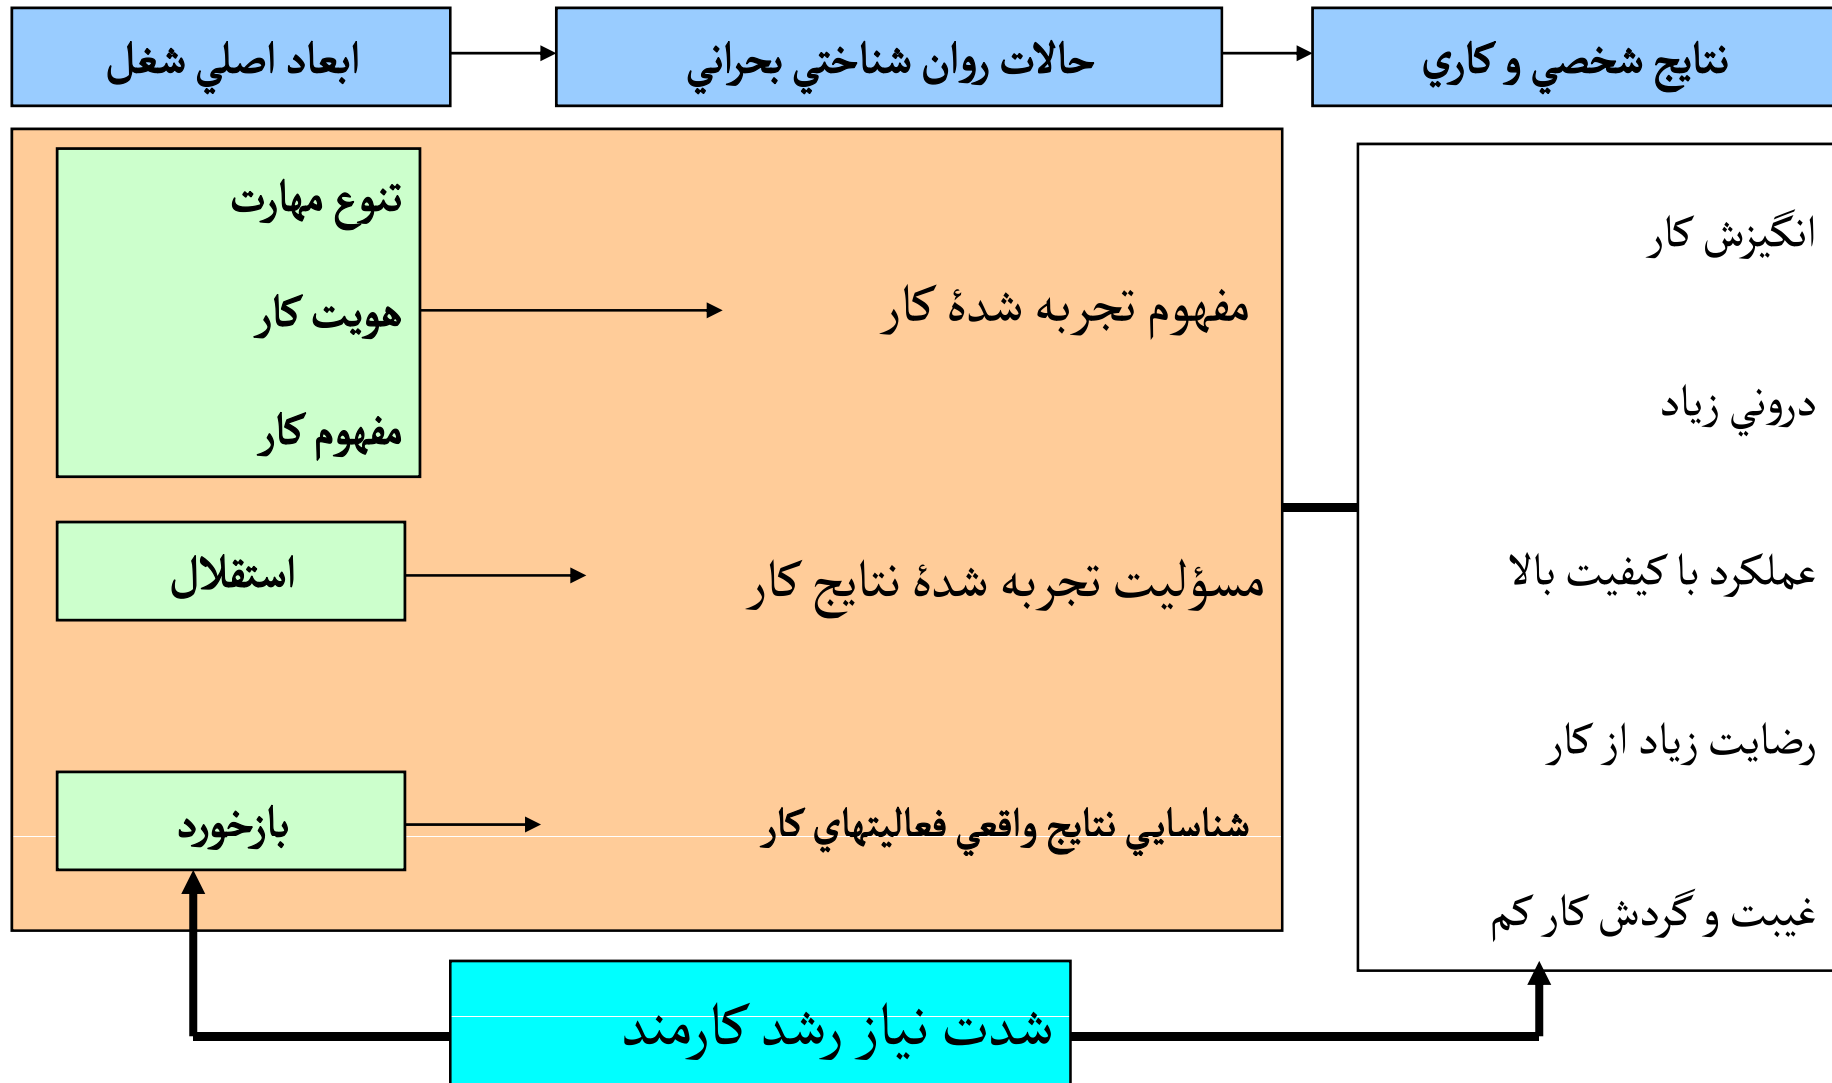 ابعاد اصلي شغل
حالات روان شناختي بحراني
نتايج شخصي و كاري
تنوع مهارت
هويت كار
مفهوم كار
مفهوم تجربه شدۀ كار
استقلال
مسؤليت تجربه شدۀ نتايج كار
بازخورد
شناسايي نتايج واقعي فعاليتهاي كار
انگيزش كار
دروني زياد
عملكرد با كيفيت بالا
رضايت زياد از كار
غيبت و گردش كار كم
شدت نياز رشد كارمند